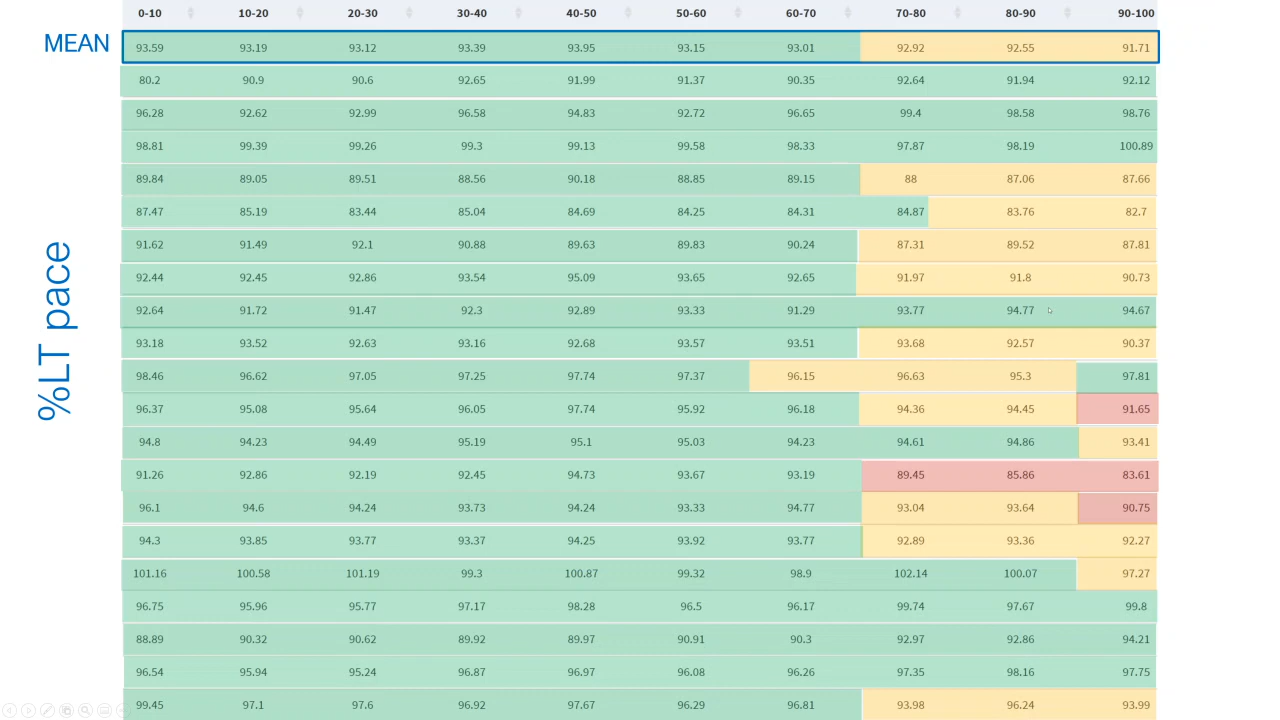 0-10 10-20 20-30 30-40 40-50 50-60 60-70 70-80 80-90 90-100
MEAN 93.59 93.19 93.12 93.39 93.95 93.15 93.01 92.92 92.55 91.71
80.2 90.9 90.6 92.65 91.99 91.37 90.35 92.64 91.94 92.12
96.28 92.62 92.99 96.58 94.83 92.72 96.65 99.4 98.58 98.76
98.81 99.39 99.26 99.3 99.13 99.58 98.33 97.87 98.19 100.89
89.84 89.05 89.51 88.56 90.18 88.85 89.15 88 87.06 87.66
87.47 85.19 83.44 85.04 84.69 84.25 84.31 84.87 83.76 82.7
91.62 91.49 92.1 90.88 89.63 89.83 90.24 87.31 89.52 87.81
92.44 92.45 92.86 93.54 95.09 93.65 92.65 91.97 91.8 90.73
92.64 91.72 91.47 92.3 92.89 93.33 91.29 93.77 94.77 94.67
%LT pace
93.18 93.52 92.63 93.16 92.68 93.57 93.51 93.68 92.57 90.37
98.46 96.62 97.05 97.25 97.74 97.37 96.15 96.63 95.3 97.81
96.37 95.08 95.64 96.05 97.74 95.92 96.18 94.36 94.45 91.65
94.8 94.23 94.49 95.19 95.1 95.03 94.23 94.61 94.86 93.41
91.26 92.86 92.19 92.45 94.73 93.67 93.19 89.45 85.86 83.61
96.1 94.6 94.24 93.73 94.24 93.33 94.77 93.04 93.64 90.75
94.3 93.85 93.77 93.37 94.25 93.92 93.77 92.89 93.36 92.27
101.16 100.58 101.19 99.3 100.87 99.32 98.9 102.14 100.07 97.27
96.75 95.96 95.77 97.17 98.28 96.5 96.17 99.74 97.67 99.8
88.89 90.32 90.62 89.92 89.97 90.91 90.3 92.97 92.86 94.21
96.54 95.94 95.24 96.87 96.97 96.08 96.26 97.35 98.16 97.75
99.45 97.1 97.6 96.92 97.67 96.29 96.81 93.98 96.24 93.99